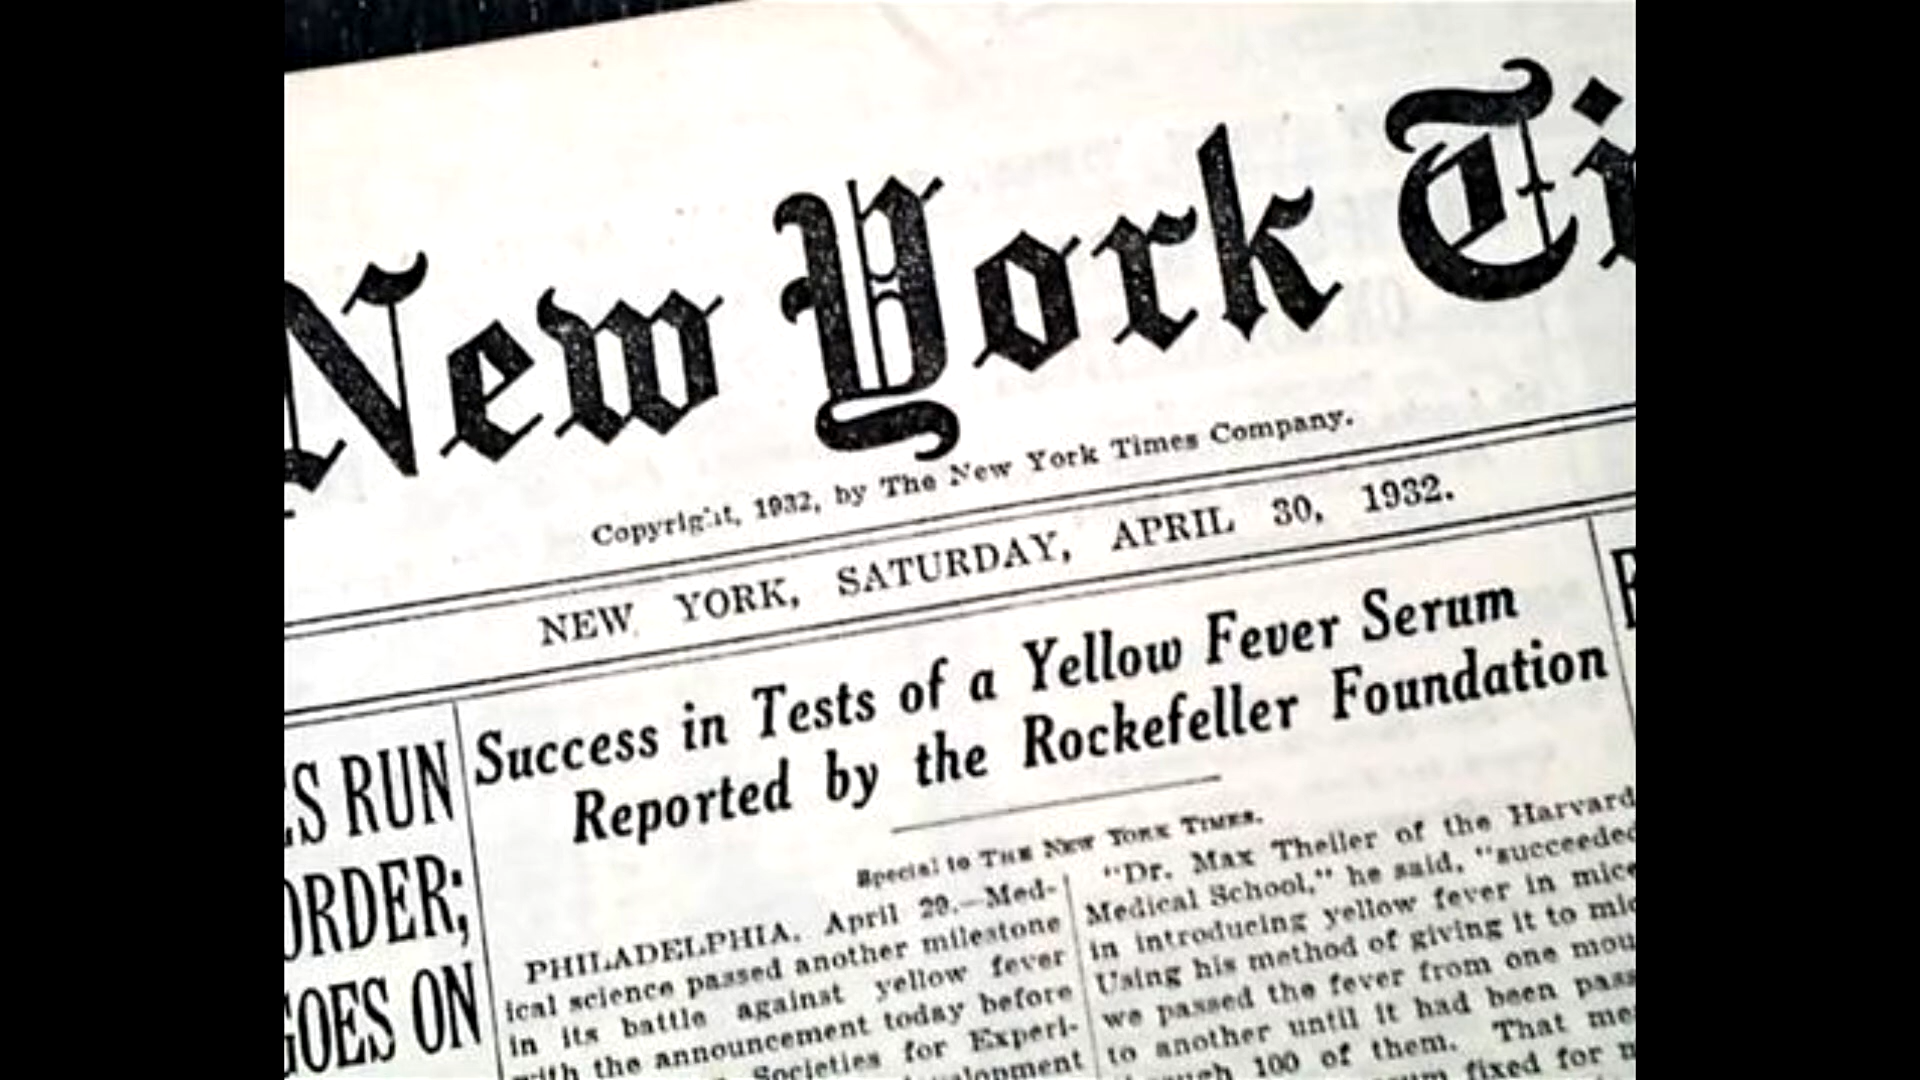 New York Ti
Copyright, 1932, by The New York Times Company.
NEW YORK, SATURDAY, APRIL 30, 1932.
S RUN
ORDER;
GOES ON
Success in Tests of a Yellow Fever Serum
Reported by the Rockefeller Foundation
Special to THE NEW YORK TIMES.
PHILADELPHIA, April 29.—Med-
ical science passed another milestone
in its battle against yellow fever
with the announcement today before
Societies for Experi-
"Dr. Max Theiler of the Harvard
Medical School," he said, "succeeded
in introducing yellow fever in mice
Using his method of giving it to mic
we passed the fever from one mou
to another until it had been pass
100 of them. That me
fixed for